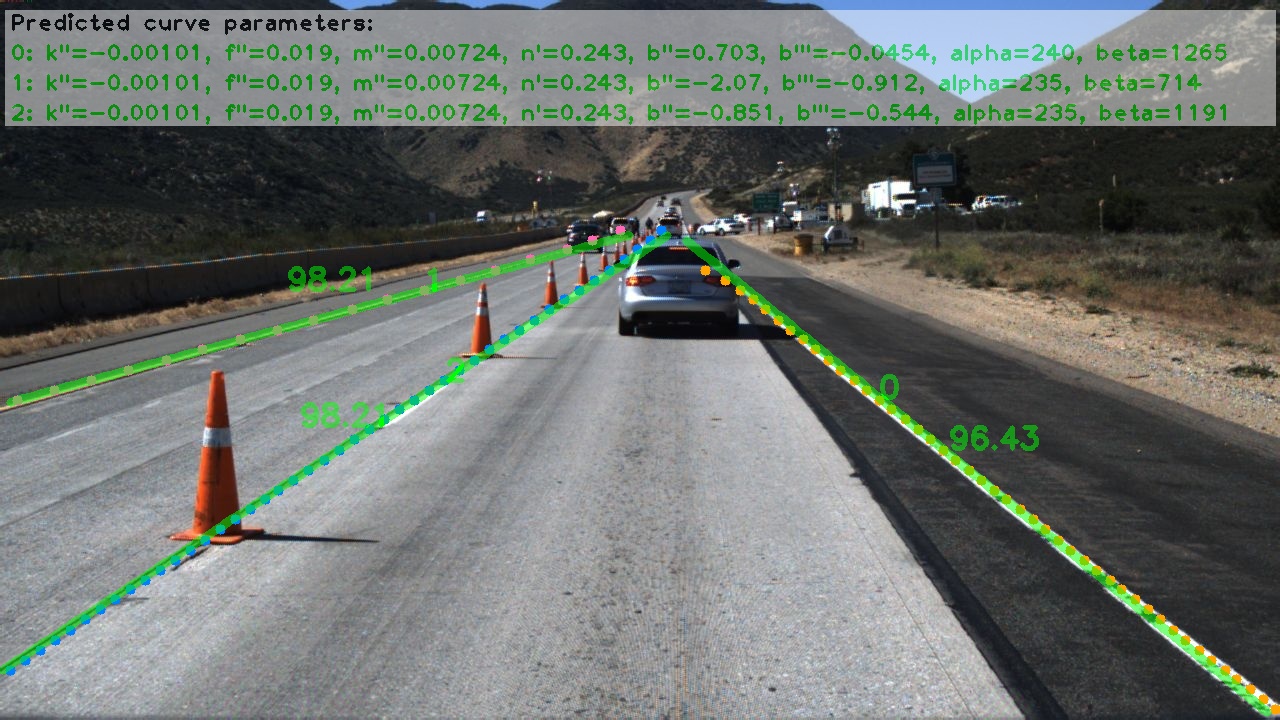 Predicted curve parameters:
0: k''=-0.00101, f''=0.019, m''=0.00724, n'=0.243, b''=0.703, b'''=-0.0454, alpha=240, beta=1265
1: k''=-0.00101, f''=0.019, m''=0.00724, n'=0.243, b''=-2.07, b'''=-0.912, alpha=235, beta=714
2: k''=-0.00101, f''=0.019, m''=0.00724, n'=0.243, b''=-0.851, b'''=-0.544, alpha=235, beta=1191
98.21 1
2
0
98.21
96.43